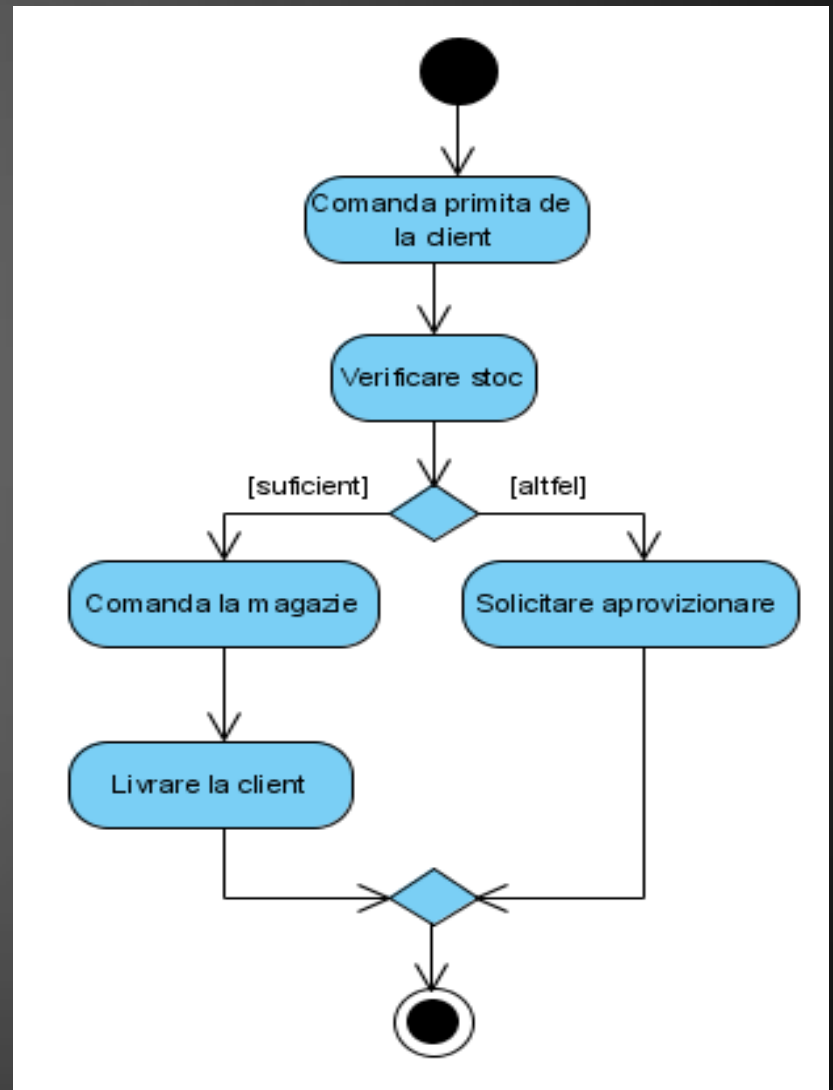 Comanda primita de
la client
Verificare stoc
[suficient]
[altfel]
Comanda la magazie
Solicitare aprovizionare
Livrare la client